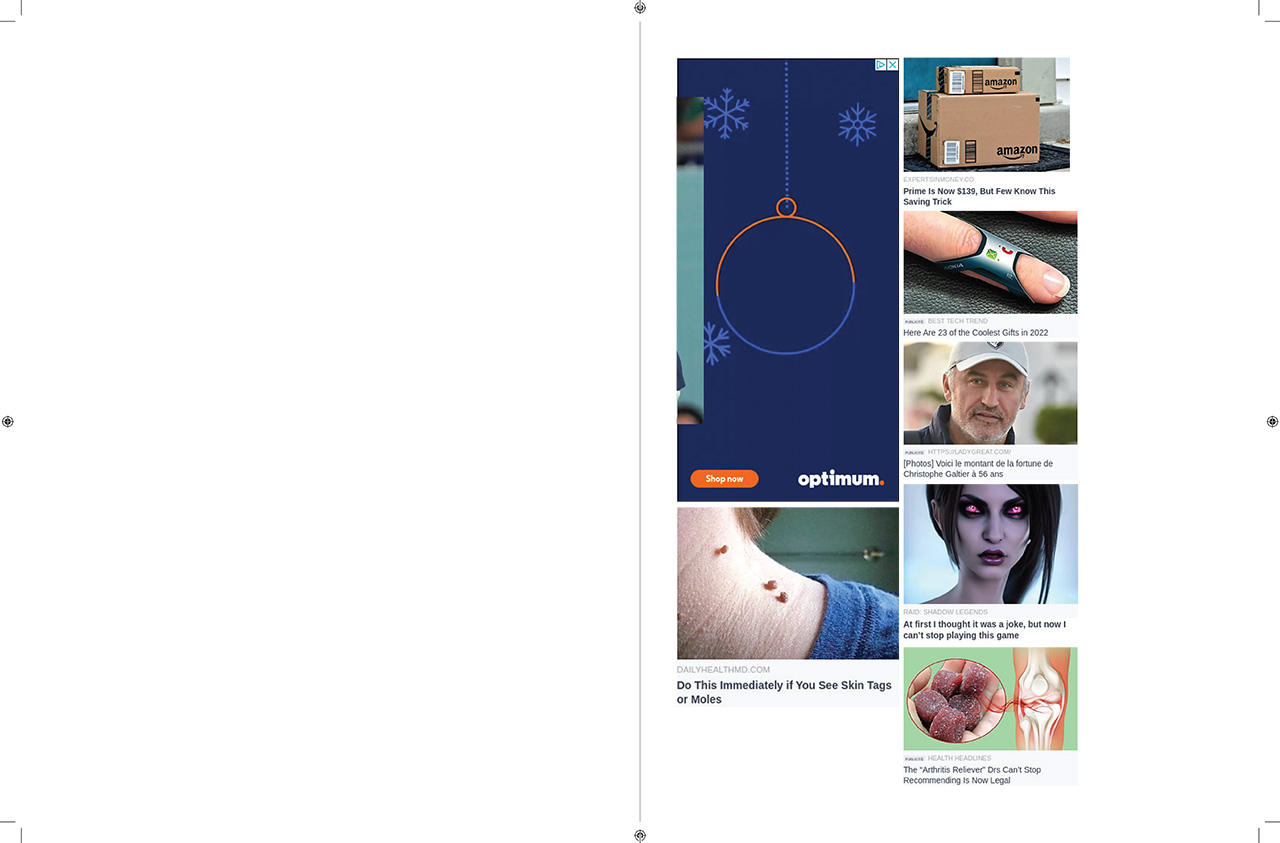 Shop now
optimum.
DAILYHEALTHMD.COM
Do This Immediately if You See Skin Tags
or Moles
amazon
amazon
EXPERTSINMONEY.CO
Prime Is Now $139, But Few Know This
Saving Trick
NOKIA
PUBLICITÉ BEST TECH TREND
Here Are 23 of the Coolest Gifts in 2022
PUBLICITÉ HTTPS://LADYGREAT.COM/
[Photos] Voici le montant de la fortune de
Christophe Galtier à 56 ans
RAID: SHADOW LEGENDS
At first I thought it was a joke, but now I
can't stop playing this game
PUBLICITÉ HEALTH HEADLINES
The "Arthritis Reliever" Drs Can't Stop
Recommending Is Now Legal